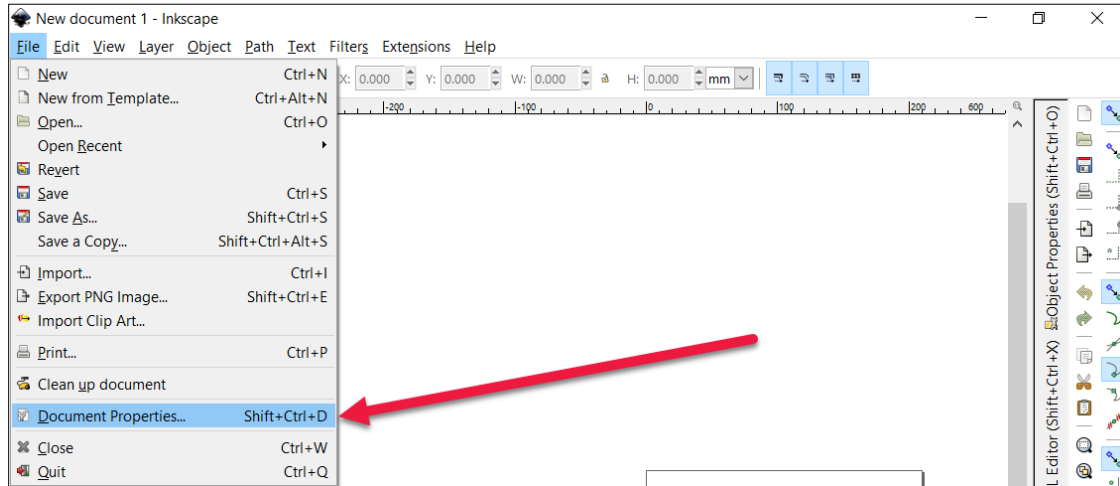 New document 1 - Inkscape
File Edit View Layer Object Path Text Filters Extensions Help
New Ctrl+N
X: 0.000 Y: 0.000 W: 0.000 H: 0.000 mm
New from Template... Ctrl+Alt+N
-200 -100 0 100 200 600
Open... Ctrl+O
Open Recent
Revert
Save Ctrl+S
Save As... Shift+Ctrl+S
Save a Copy... Shift+Ctrl+Alt+S
Import... Ctrl+I
Export PNG Image... Shift+Ctrl+E
Import Clip Art...
Print... Ctrl+P
Clean up document
Document Properties... Shift+Ctrl+D
Close Ctrl+W
Quit Ctrl+Q
Object Properties (Shift+Ctrl+O)
L Editor (Shift+Ctrl+X)